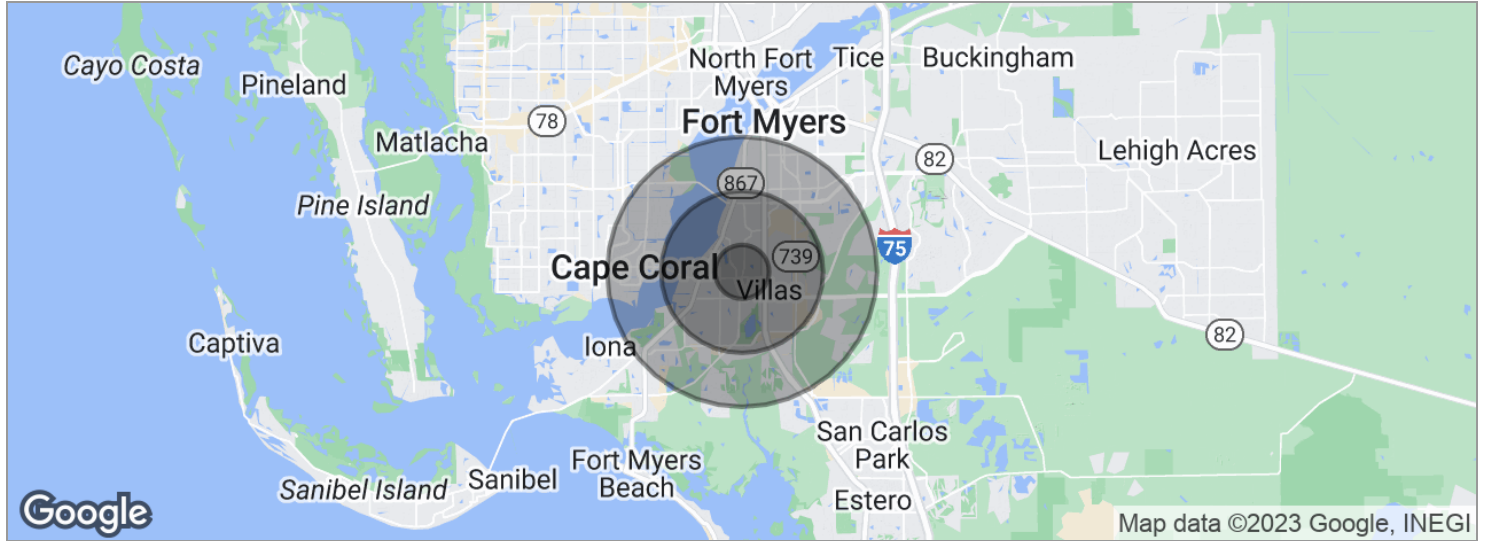 Cayo Costa
Pineland
North Fort
Myers
Tice
Buckingham
Fort Myers
78
Matlacha
82
Lehigh Acres
867
Pine Island
75
739
Cape Coral
Villas
Captiva
Iona
82
San Carlos
Park
Fort Myers
Beach
Sanibel
Sanibel Island
Estero
Google
Map data ©2023 Google, INEGI